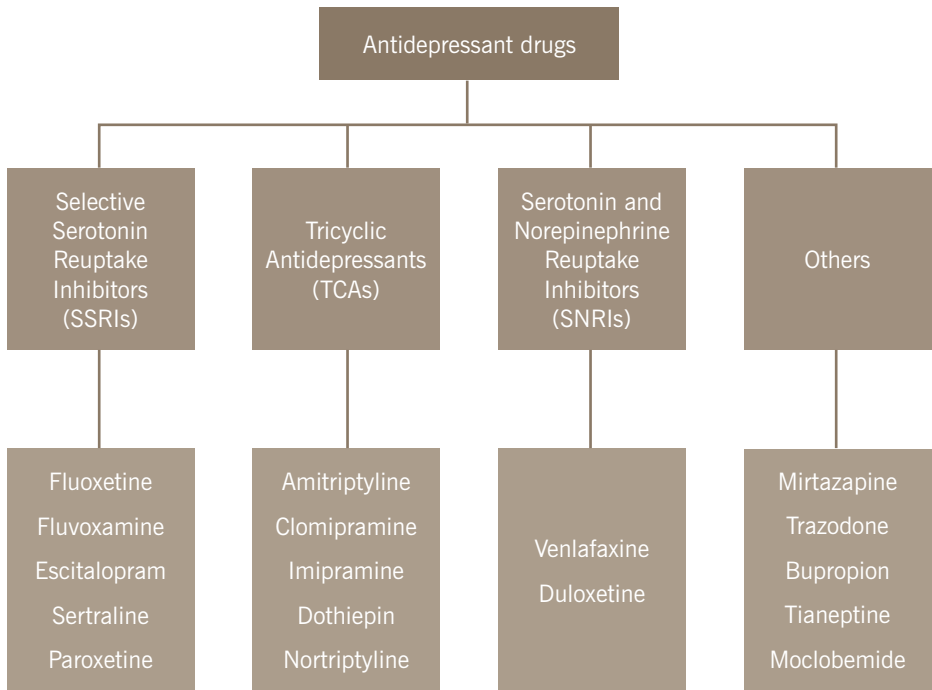 Antidepressant drugs
Selective
Serotonin
Reuptake
Inhibitors
(SSRIs)
Tricyclic
Antidepressants
(TCAs)
Serotonin and
Norepinephrine
Reuptake
Inhibitors
(SNRIs)
Others
Fluoxetine
Fluvoxamine
Escitalopram
Sertraline
Paroxetine
Amitriptyline
Clomipramine
Imipramine
Dothiepin
Nortriptyline
Venlafaxine
Duloxetine
Mirtazapine
Trazodone
Bupropion
Tianeptine
Moclobemide